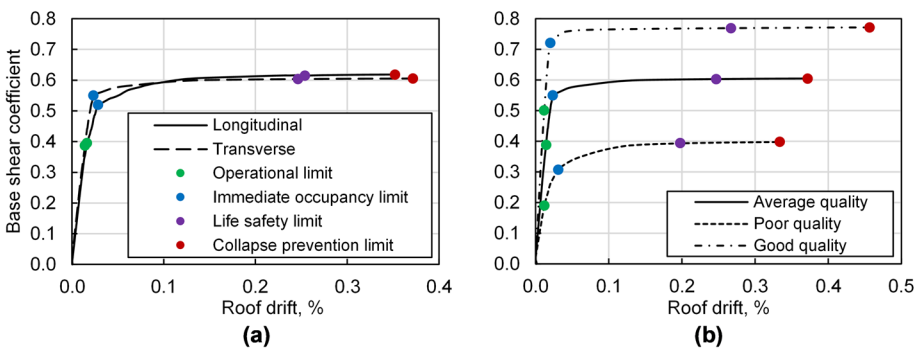 Base shear coefficient
0.8
0.7
0.6
0.5
0.4
0.3
0.2
0.1
0.0
Longitudinal
Transverse
Operational limit
Immediate occupancy limit
Life safety limit
Collapse prevention limit
0.0 0.1 0.2 0.3 0.4
Roof drift, %
(a)
0.8
0.7
0.6
0.5
0.4
0.3
0.2
0.1
0.0
Average quality
Poor quality
Good quality
0.0 0.1 0.2 0.3 0.4 0.5
Roof drift, %
(b)